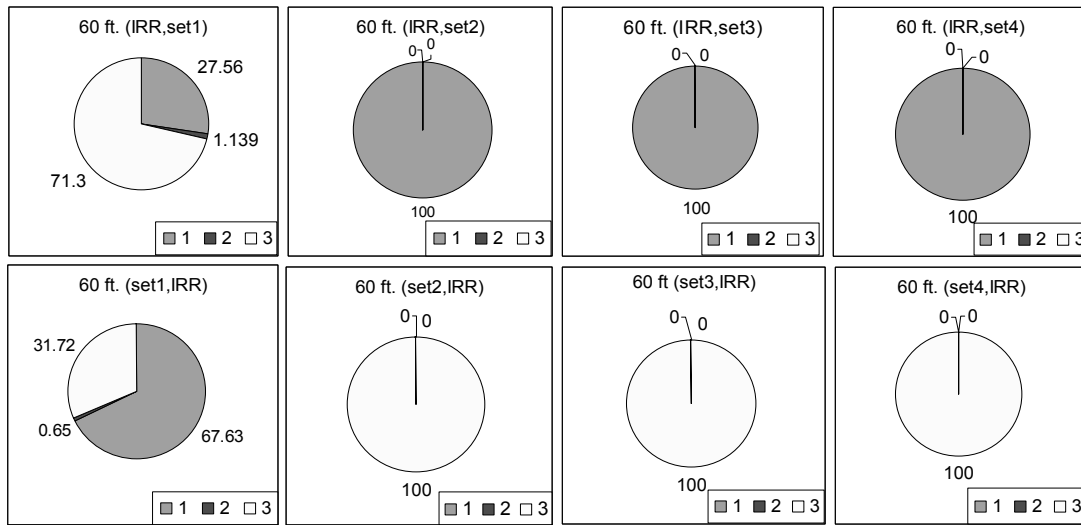 60 ft. (IRR,set1)
27.56
1.139
71.3
1 2 3
60 ft. (IRR,set2)
0 0
100
1 2 3
60 ft. (IRR,set3)
0 0
100
1 2 3
60 ft. (IRR,set4)
0 0
100
1 2 3
60 ft. (set1,IRR)
31.72
0.65
67.63
1 2 3
60 ft. (set2,IRR)
0 0
100
1 2 3
60 ft (set3,IRR)
0 0
100
1 2 3
60 ft. (set4,IRR)
0 0
100
1 2 3